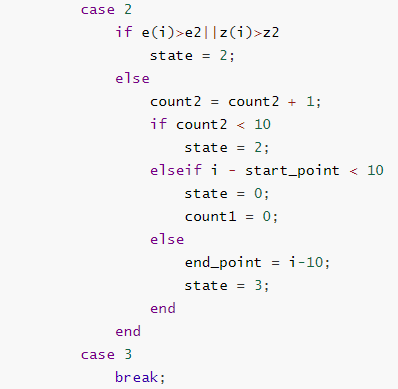 case 2
    if e(i)>e2||z(i)>z2
        state = 2;
    else
        count2 = count2 + 1;
        if count2 < 10
            state = 2;
        elseif i - start_point < 10
            state = 0;
            count1 = 0;
        else
            end_point = i-10;
            state = 3;
        end
    end
case 3
    break;